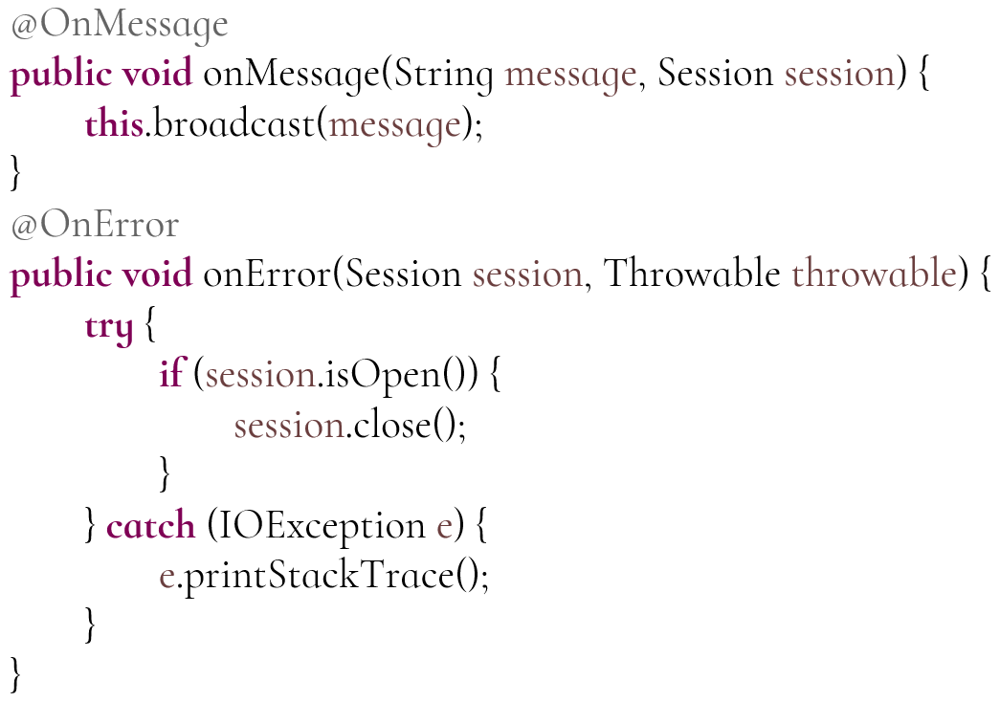 @OnMessage
public void onMessage(String message, Session session) {
this.broadcast(message);
}
@OnError
public void onError(Session session, Throwable throwable) {
try {
if (session.isOpen()) {
session.close();
}
} catch (IOException e) {
e.printStackTrace();
}
}